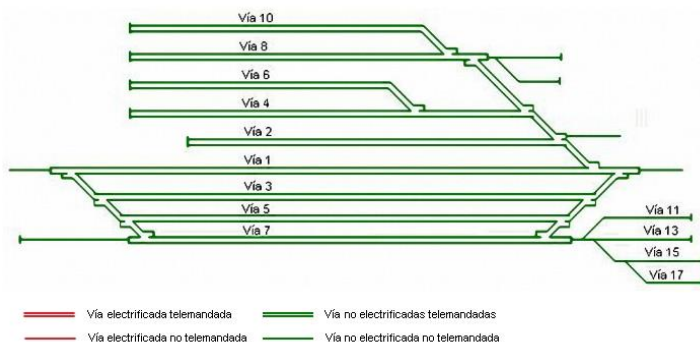 Vía 10
Vía 8
Vía 6
Vía 4
Vía 2
Vía 1
Vía 3
Vía 5
Vía 7
Vía 11
Vía 13
Vía 15
Vía 17
Vía electrificada telemandada
Vía no electrificadas telemandadas
Vía electrificada no telemandada
Vía no electrificada no telemandada